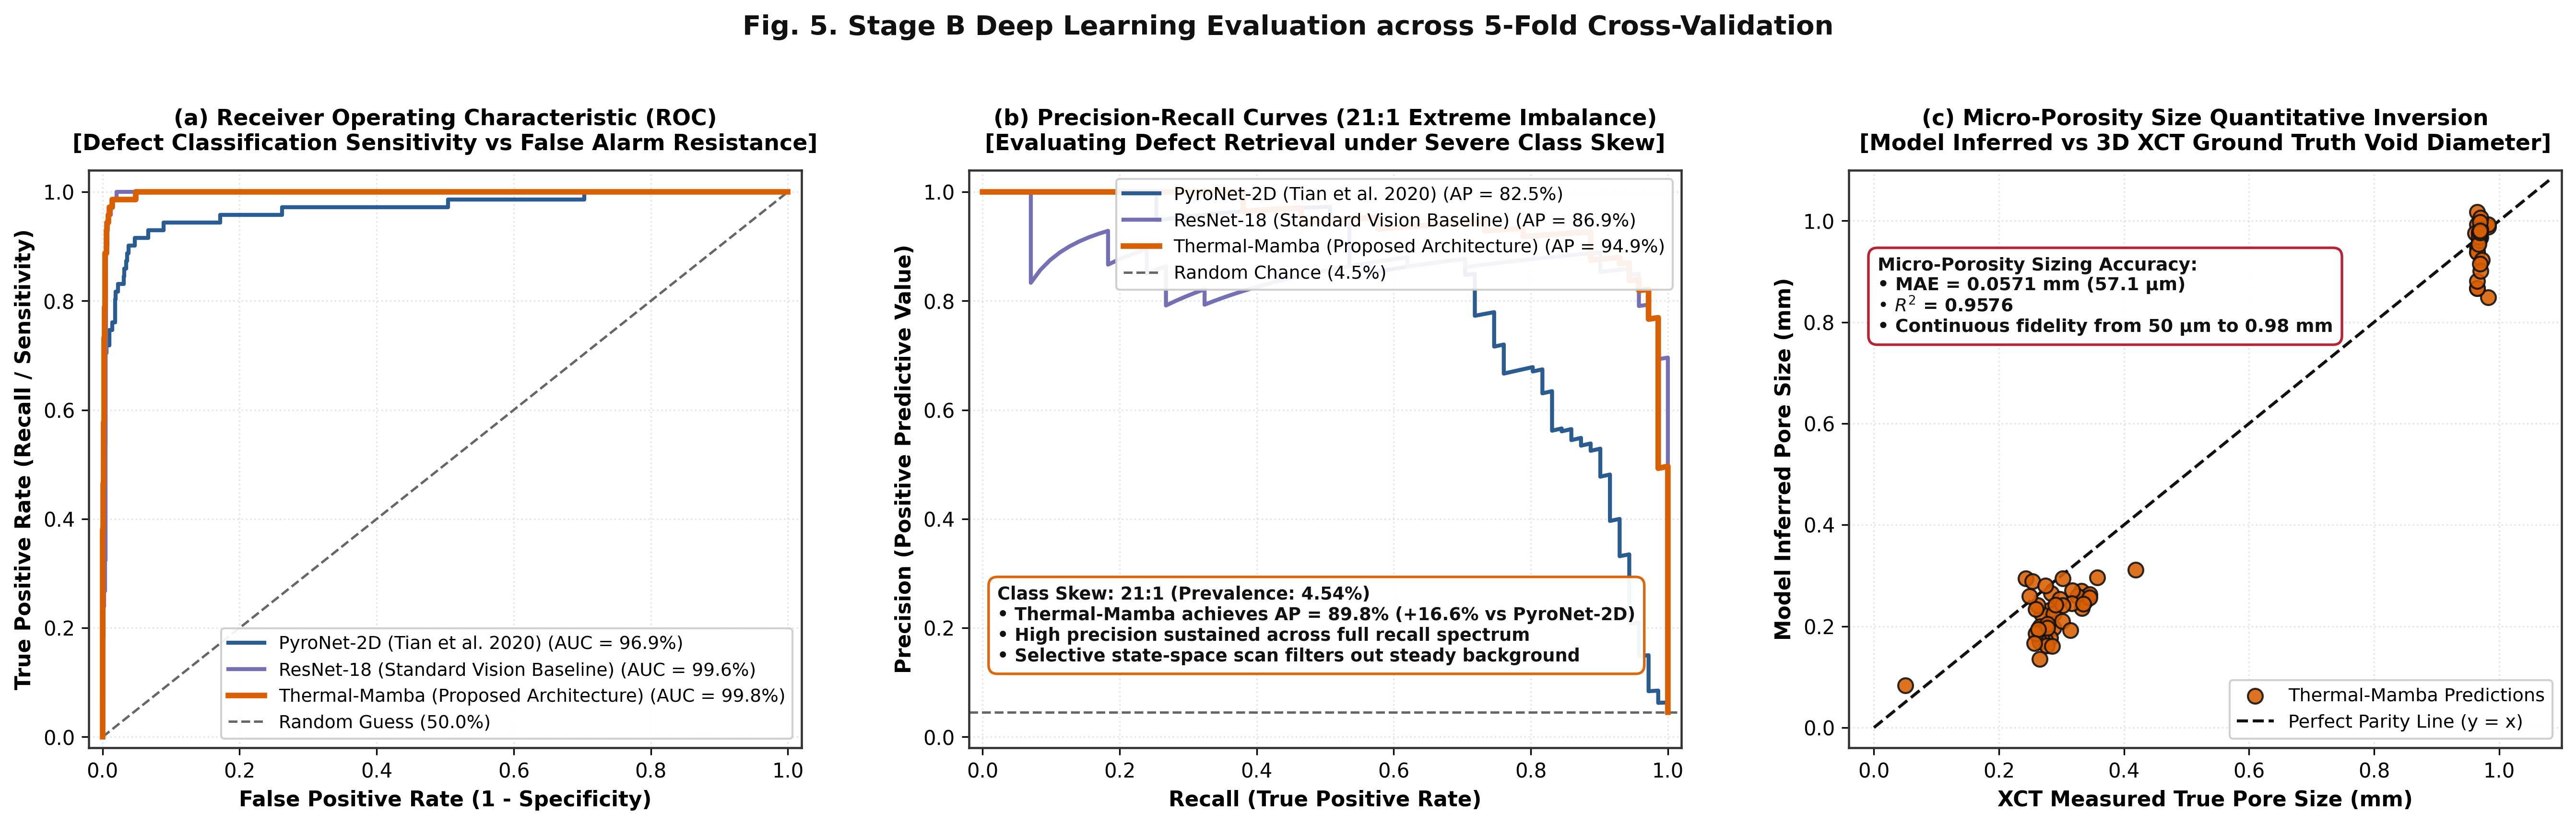 Fig. 5. Stage B Deep Learning Evaluation across 5-Fold Cross-Validation
(a) Receiver Operating Characteristic (ROC)
[Defect Classification Sensitivity vs False Alarm Resistance]
True Positive Rate (Recall / Sensitivity)
1.0
0.8
0.6
0.4
0.2
0.0
PyroNet-2D (Tian et al. 2020) (AUC = 96.9%)
ResNet-18 (Standard Vision Baseline) (AUC = 99.6%)
Thermal-Mamba (Proposed Architecture) (AUC = 99.8%)
Random Guess (50.0%)
0.0 0.2 0.4 0.6 0.8 1.0
False Positive Rate (1 - Specificity)
(b) Precision-Recall Curves (21:1 Extreme Imbalance)
[Evaluating Defect Retrieval under Severe Class Skew]
Precision (Positive Predictive Value)
1.0
0.8
0.6
0.4
0.2
0.0
PyroNet-2D (Tian et al. 2020) (AP = 82.5%)
ResNet-18 (Standard Vision Baseline) (AP = 86.9%)
Thermal-Mamba (Proposed Architecture) (AP = 94.9%)
Random Chance (4.5%)
Class Skew: 21:1 (Prevalence: 4.54%)
• Thermal-Mamba achieves AP = 89.8% (+16.6% vs PyroNet-2D)
• High precision sustained across full recall spectrum
• Selective state-space scan filters out steady background
0.0 0.2 0.4 0.6 0.8 1.0
Recall (True Positive Rate)
(c) Micro-Porosity Size Quantitative Inversion
[Model Inferred vs 3D XCT Ground Truth Void Diameter]
Model Inferred Pore Size (mm)
1.0
0.8
0.6
0.4
0.2
0.0
Micro-Porosity Sizing Accuracy:
• MAE = 0.0571 mm (57.1 µm)
• R² = 0.9576
• Continuous fidelity from 50 µm to 0.98 mm
Thermal-Mamba Predictions
Perfect Parity Line (y = x)
0.0 0.2 0.4 0.6 0.8 1.0
XCT Measured True Pore Size (mm)